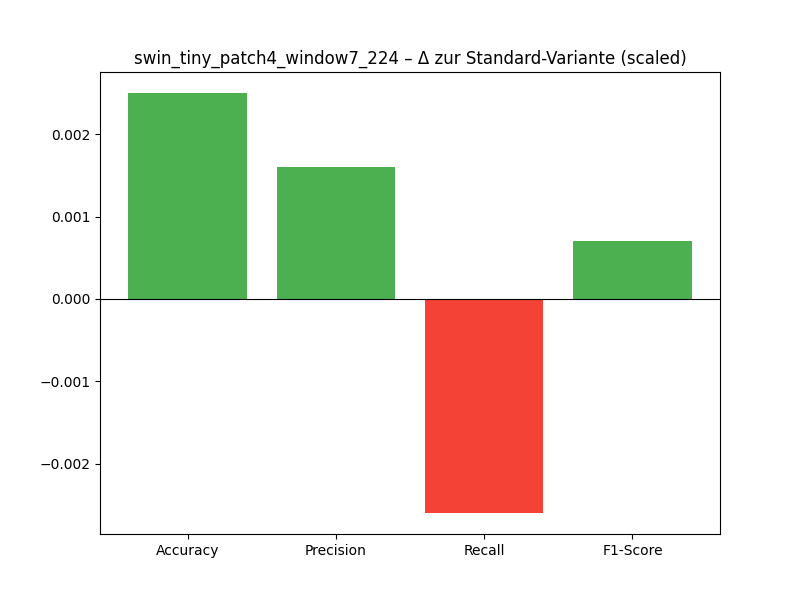 swin_tiny_patch4_window7_224 – Δ zur Standard-Variante (scaled)
0.002
0.001
0.000
−0.001
−0.002
Accuracy Precision Recall F1-Score